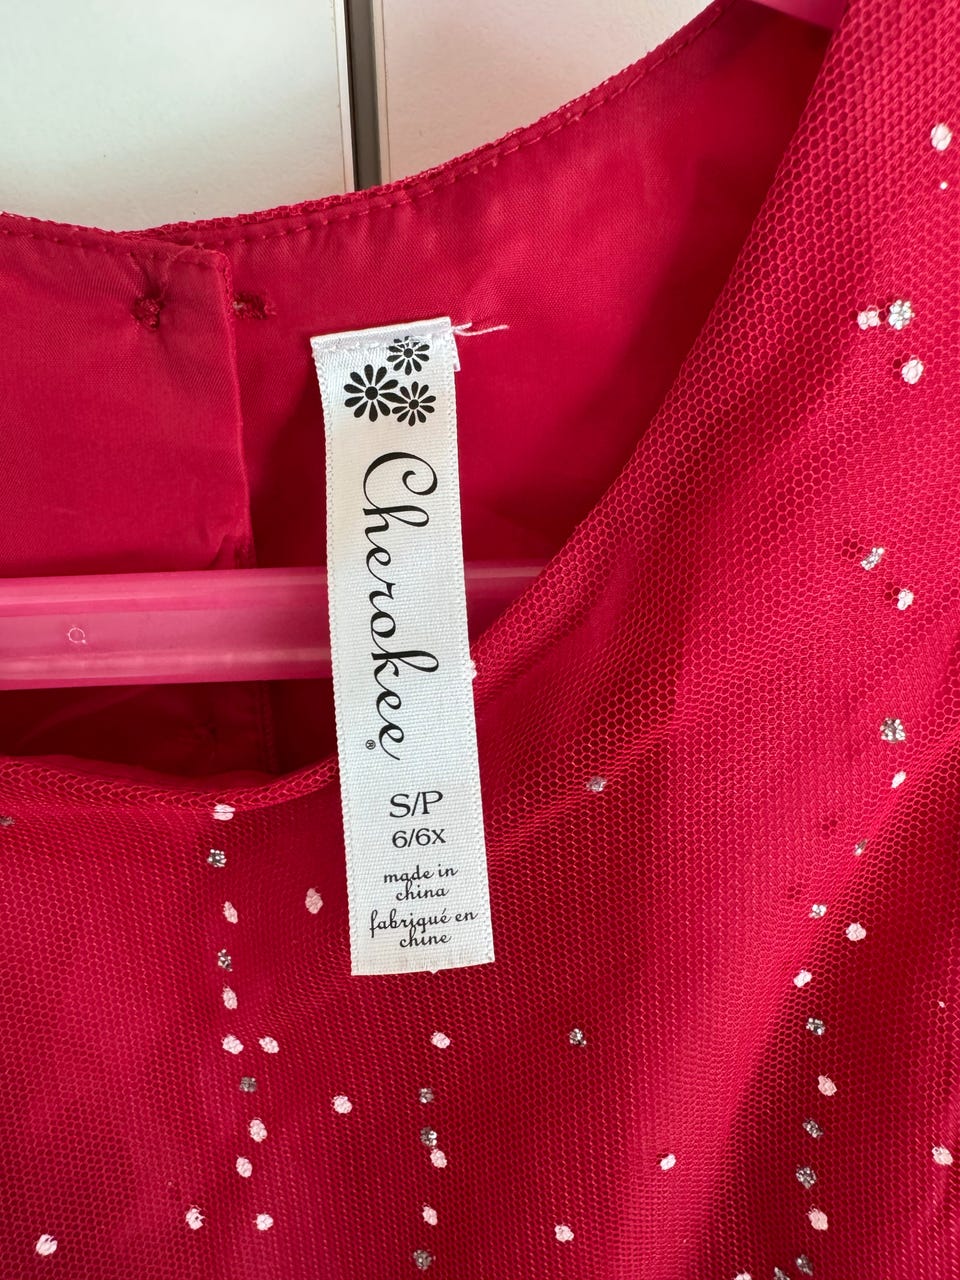 Cherokee®
S/P
6/6x
made in
china
fabriqué en
chine